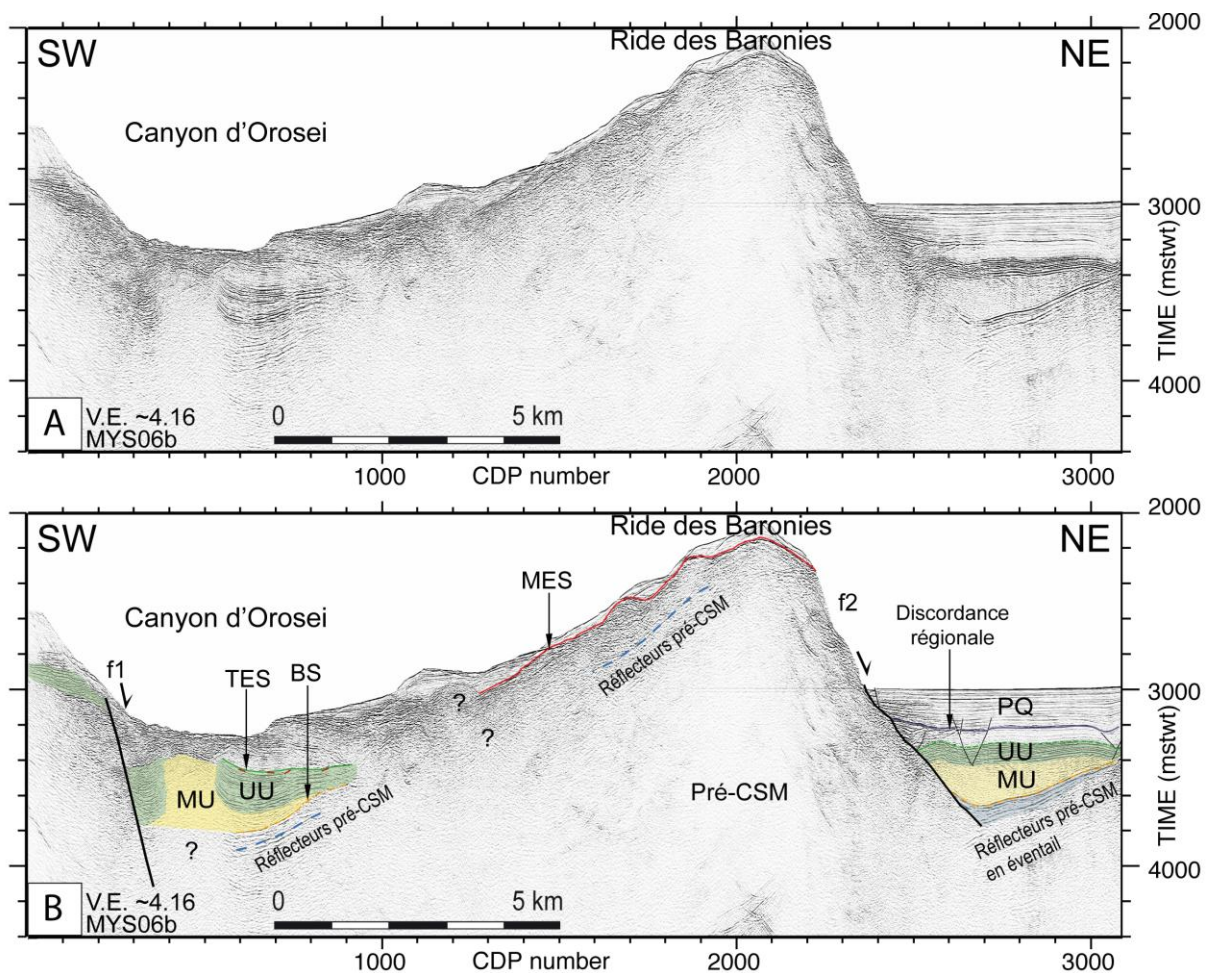 SW
Ride des Baronies
NE
2000
Canyon d'Orosei
3000
TIME (mstwt)
4000
A
V.E. ~4.16
MYS06b
0
5 km
1000
CDP number
2000
3000
SW
Ride des Baronies
NE
2000
MES
Canyon d'Orosei
f2
Discordance
régionale
f1
TES
BS
Réflecteurs pré-CSM
3000
?
?
PQ
UU
MU
UU
MU
Pré-CSM
TIME (mstwt)
?
Réflecteurs pré-CSM
Réflecteurs pré-CSM
en éventail
4000
B
V.E. ~4.16
MYS06b
0
5 km
1000
CDP number
2000
3000